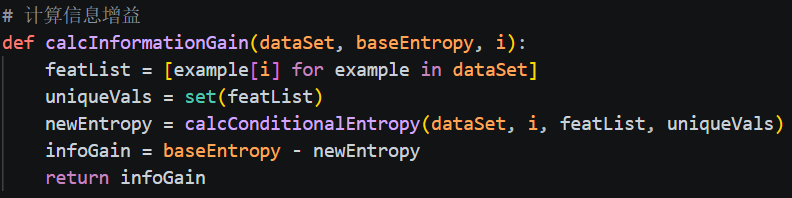 # 计算信息增益
def calcInformationGain(dataSet, baseEntropy, i):
    featList = [example[i] for example in dataSet]
    uniqueVals = set(featList)
    newEntropy = calcConditionalEntropy(dataSet, i, featList, uniqueVals)
    infoGain = baseEntropy - newEntropy
    return infoGain